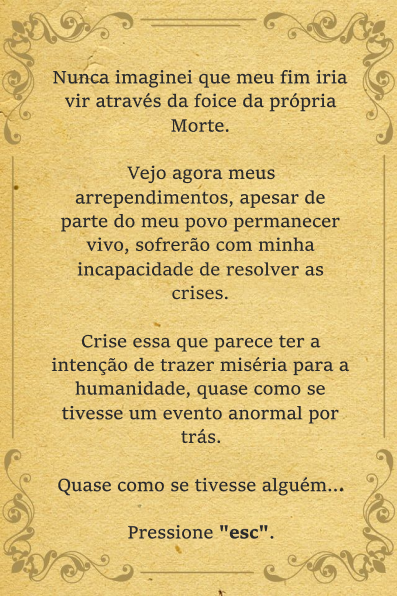 Nunca imaginei que meu fim iria
vir através da foice da própria
Morte.
Vejo agora meus
arrependimentos, apesar de
parte do meu povo permanecer
vivo, sofrerão com minha
incapacidade de resolver as
crises.
Crise essa que parece ter a
intenção de trazer miséria para a
humanidade, quase como se
tivesse um evento anormal por
trás.
Quase como se tivesse alguém...
Pressione "esc".